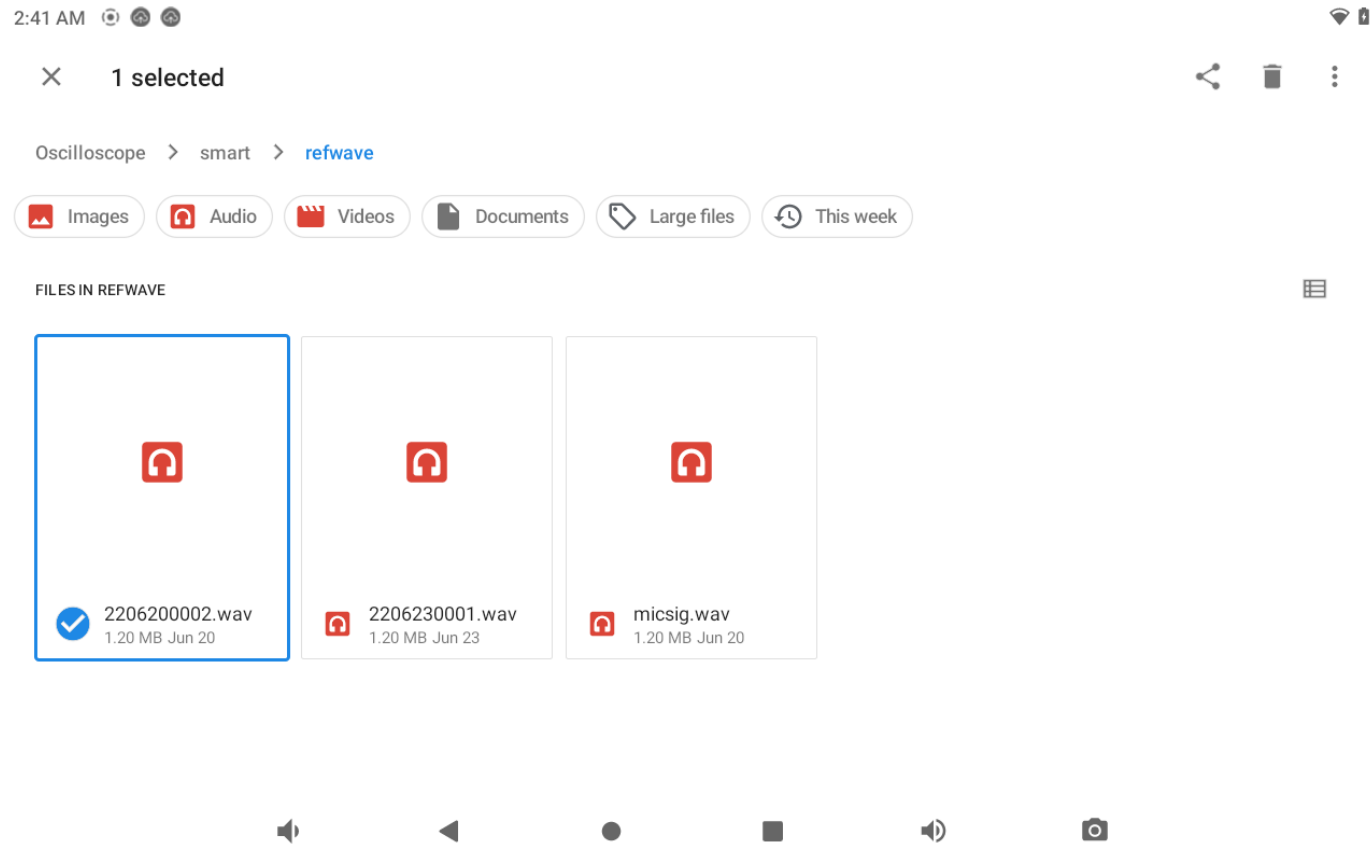 2:41 AM
1 selected
Oscilloscope > smart > refwave
Images Audio Videos Documents Large files This week
FILES IN REFWAVE
2206200002.wav 2206230001.wav micsig.wav
1.20 MB Jun 20 1.20 MB Jun 23 1.20 MB Jun 20